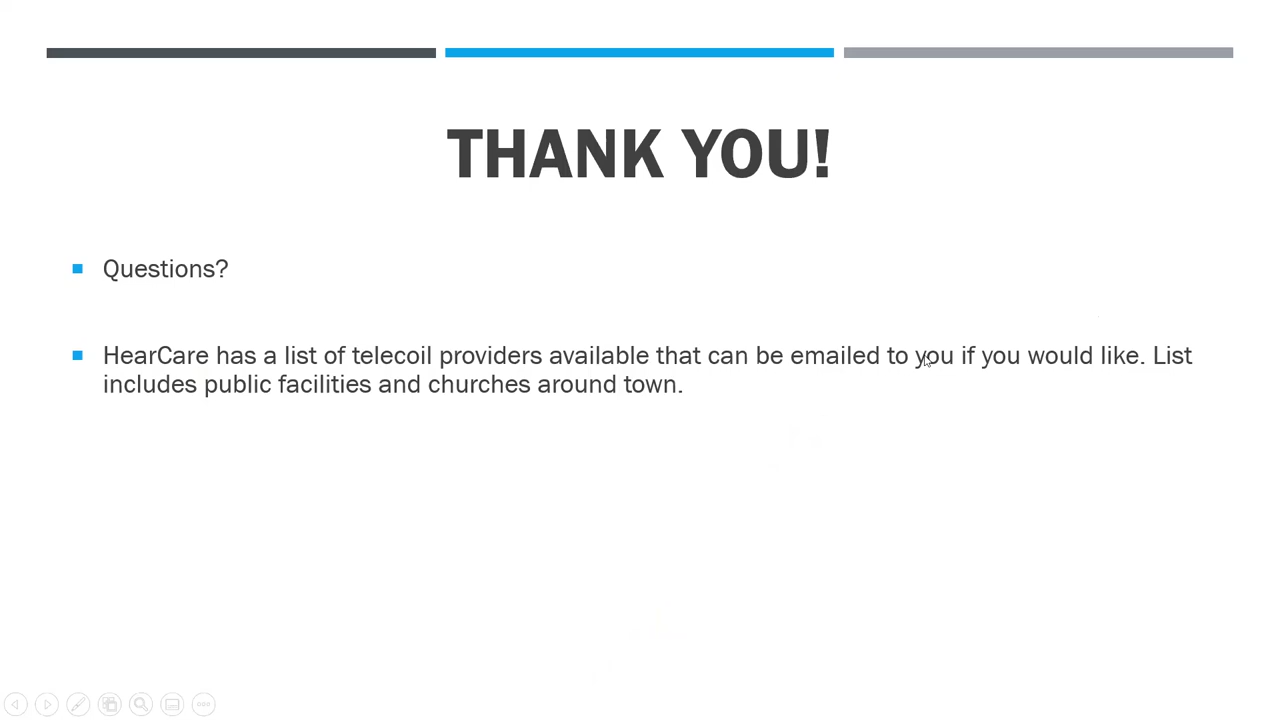 THANK YOU!
Questions?
HearCare has a list of telecoil providers available that can be emailed to you if you would like. List
includes public facilities and churches around town.